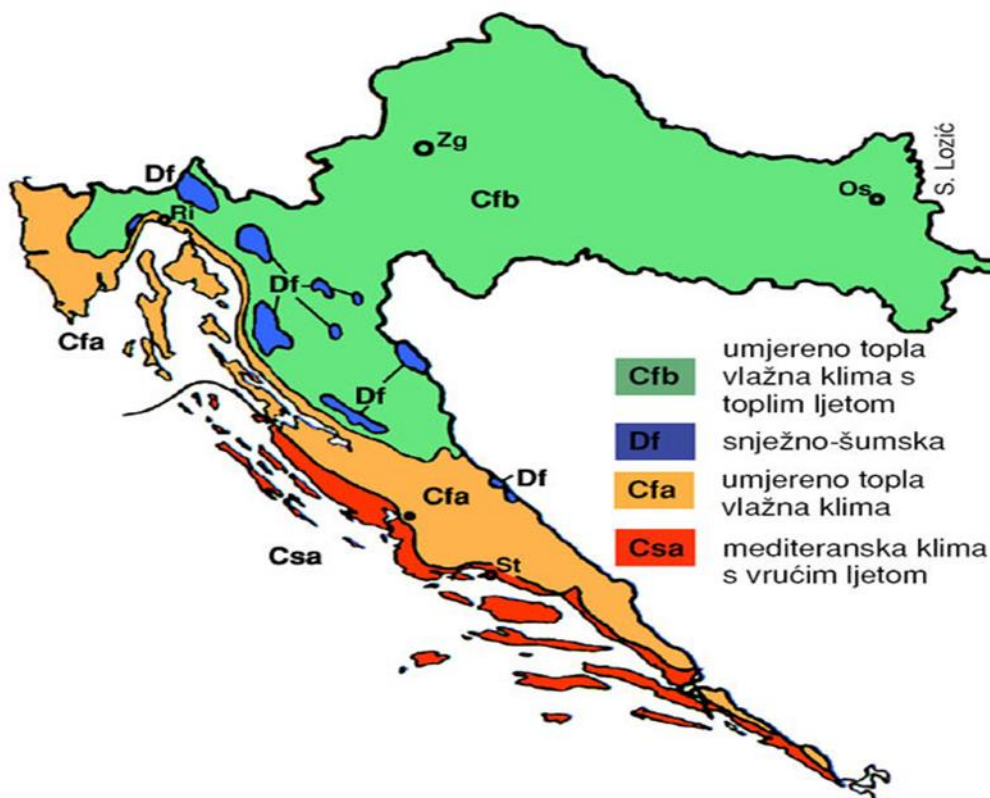 Zg
S. Lozić
Df
Os
Cfb
Ri
Df
Cfa
Df
Df
Cfa
Csa
St
Cfb
umjereno topla
vlažna klima s
toplim ljetom
Df
snježno-šumska
Cfa
umjereno topla
vlažna klima
Csa
mediteranska klima
s vrućim ljetom